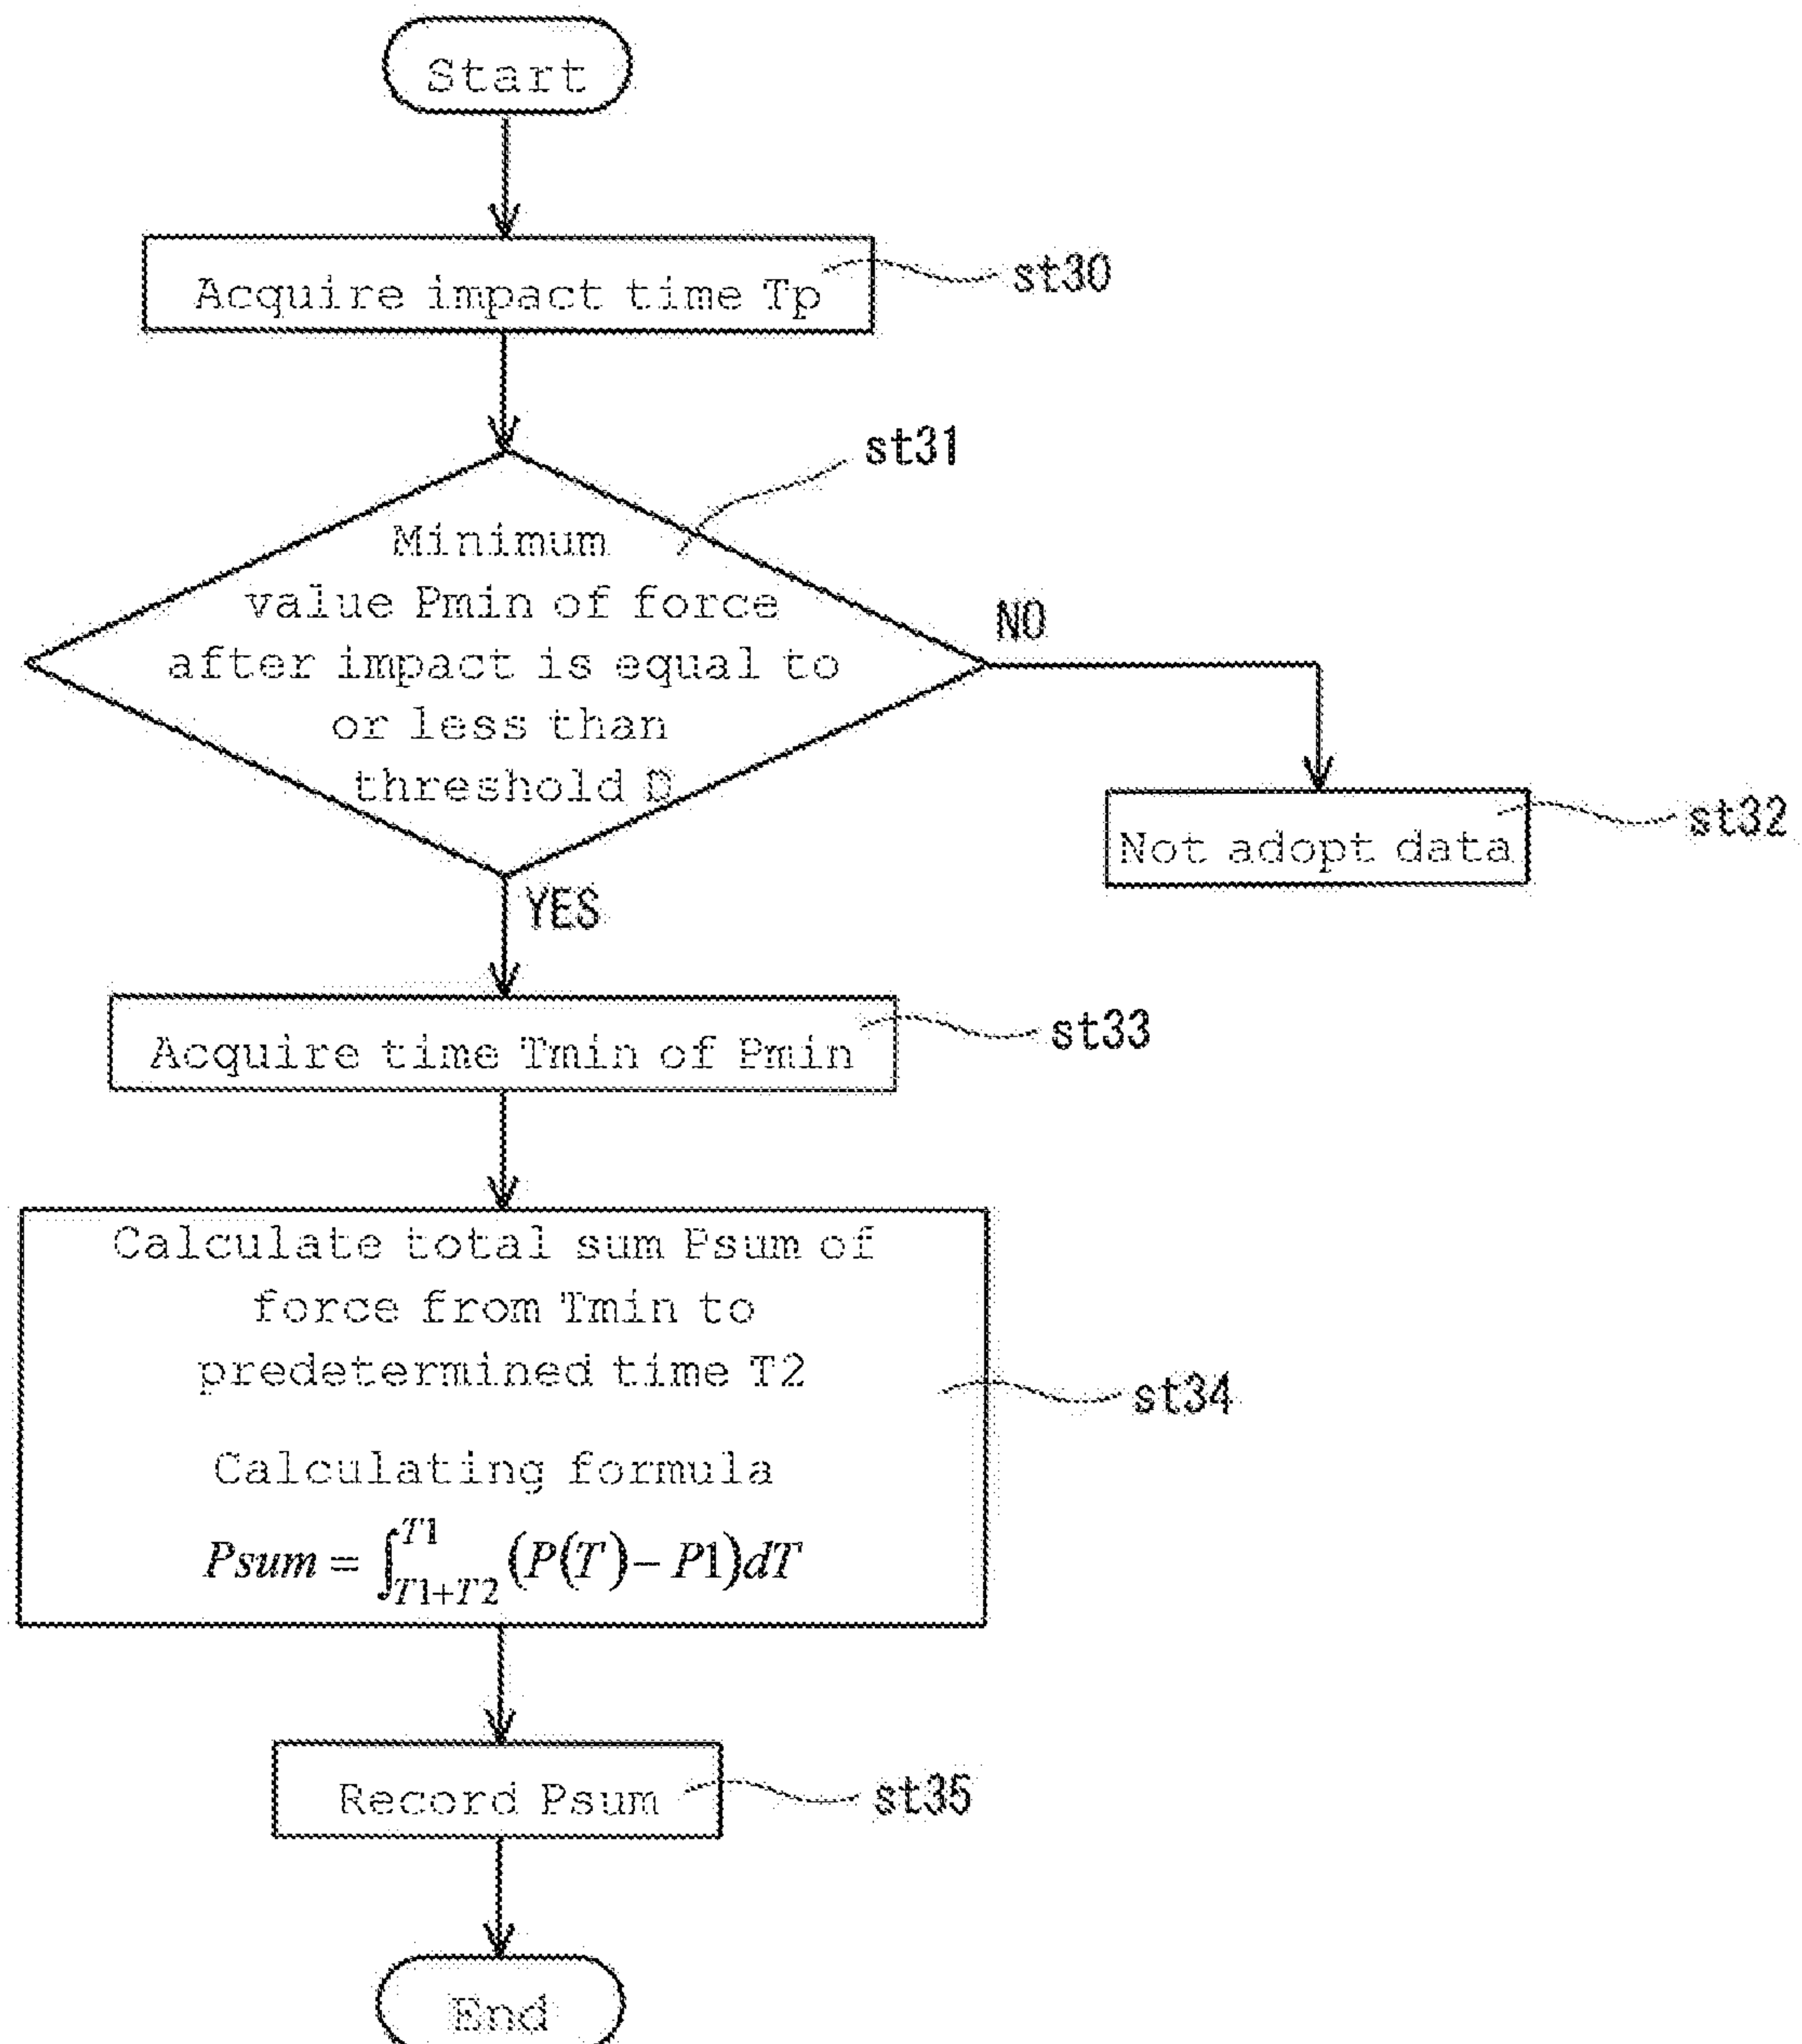 Start
Acquire impact time Tp
st30
st31
Minimum
value Pmin of force
after impact is equal to
or less than
threshold
NO
Not adopt data
st32
YES
Acquire time Tmin of Pmin
st33
Calculate total sum Psum of
force from Tmin to
predetermined time T2
st34
Calculating formula
Psum = ∫_{T1+T2}^{T1} (P(T) − P1)dT
Record Psum
st35
End